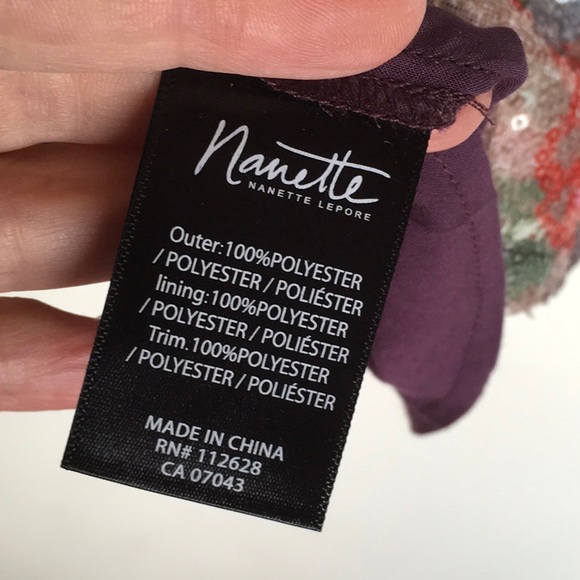 Nanette
NANETTE LEPORE
Outer:100%POLYESTER
/ POLYESTER / POLIÉSTER
lining:100%POLYESTER
/ POLYESTER / POLIÉSTER
Trim.100%POLYESTER
/ POLYESTER / POLIÉSTER
MADE IN CHINA
RN# 112628
CA 07043